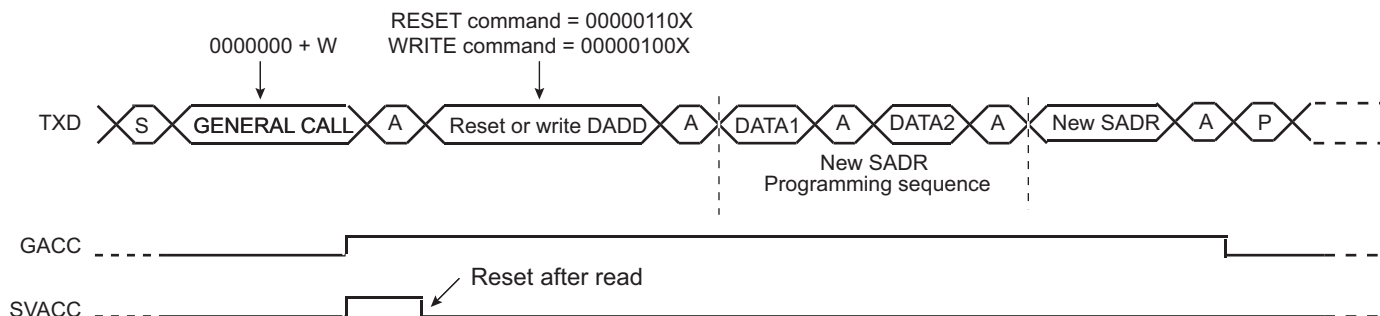 RESET command = 00000110X
0000000 + W
WRITE command = 00000100X
TXD S GENERAL CALL A Reset or write DADD A DATA1 A DATA2 A New SADR A P
New SADR
Programming sequence
GACC
Reset after read
SVACC